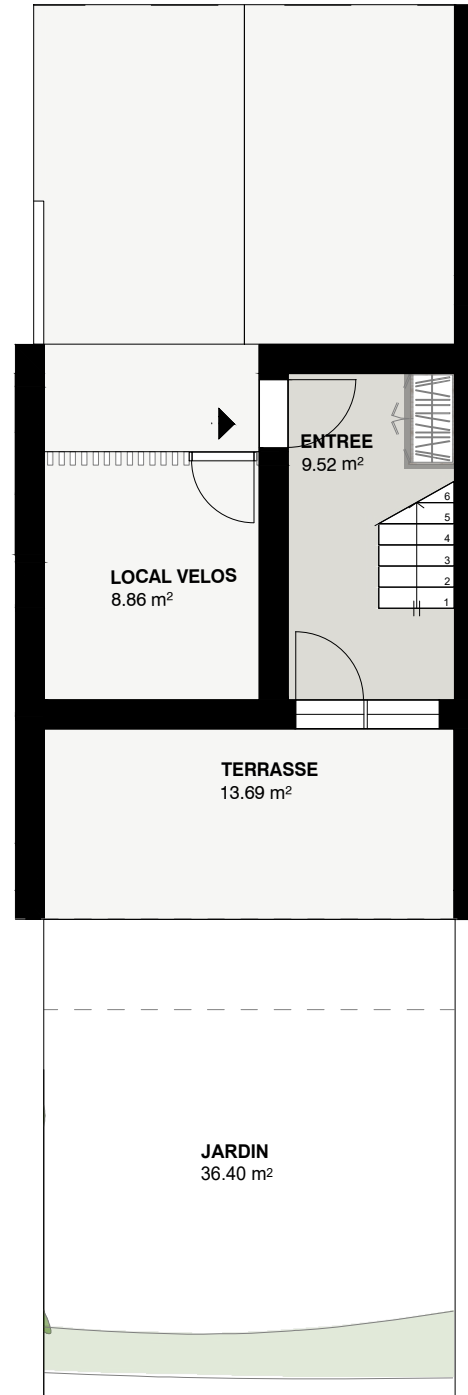 ENTREE
9.52 m²
6
5
4
3
2
1
LOCAL VELOS
8.86 m²
TERRASSE
13.69 m²
JARDIN
36.40 m²